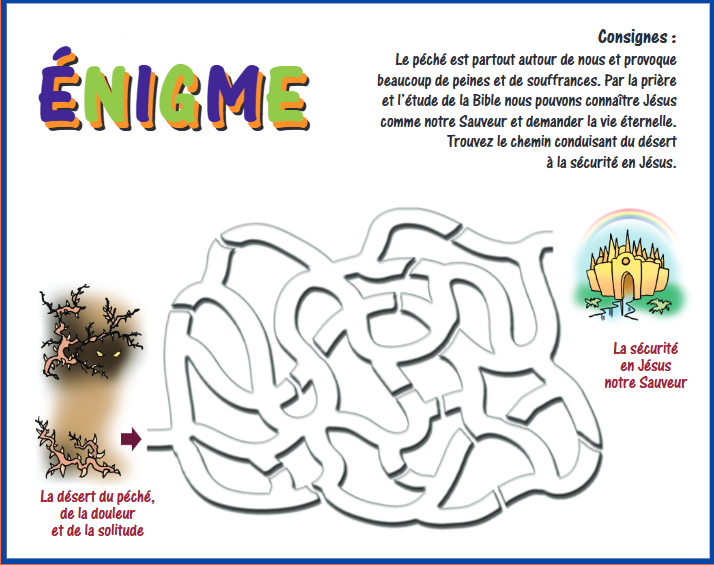 ÉNIGME
Consignes :
Le péché est partout autour de nous et provoque
beaucoup de peines et de souffrances. Par la prière
et l'étude de la Bible nous pouvons connaître Jésus
comme notre Sauveur et demander la vie éternelle.
Trouvez le chemin conduisant du désert
à la sécurité en Jésus.
La sécurité
en Jésus
notre Sauveur
La désert du péché,
de la douleur
et de la solitude